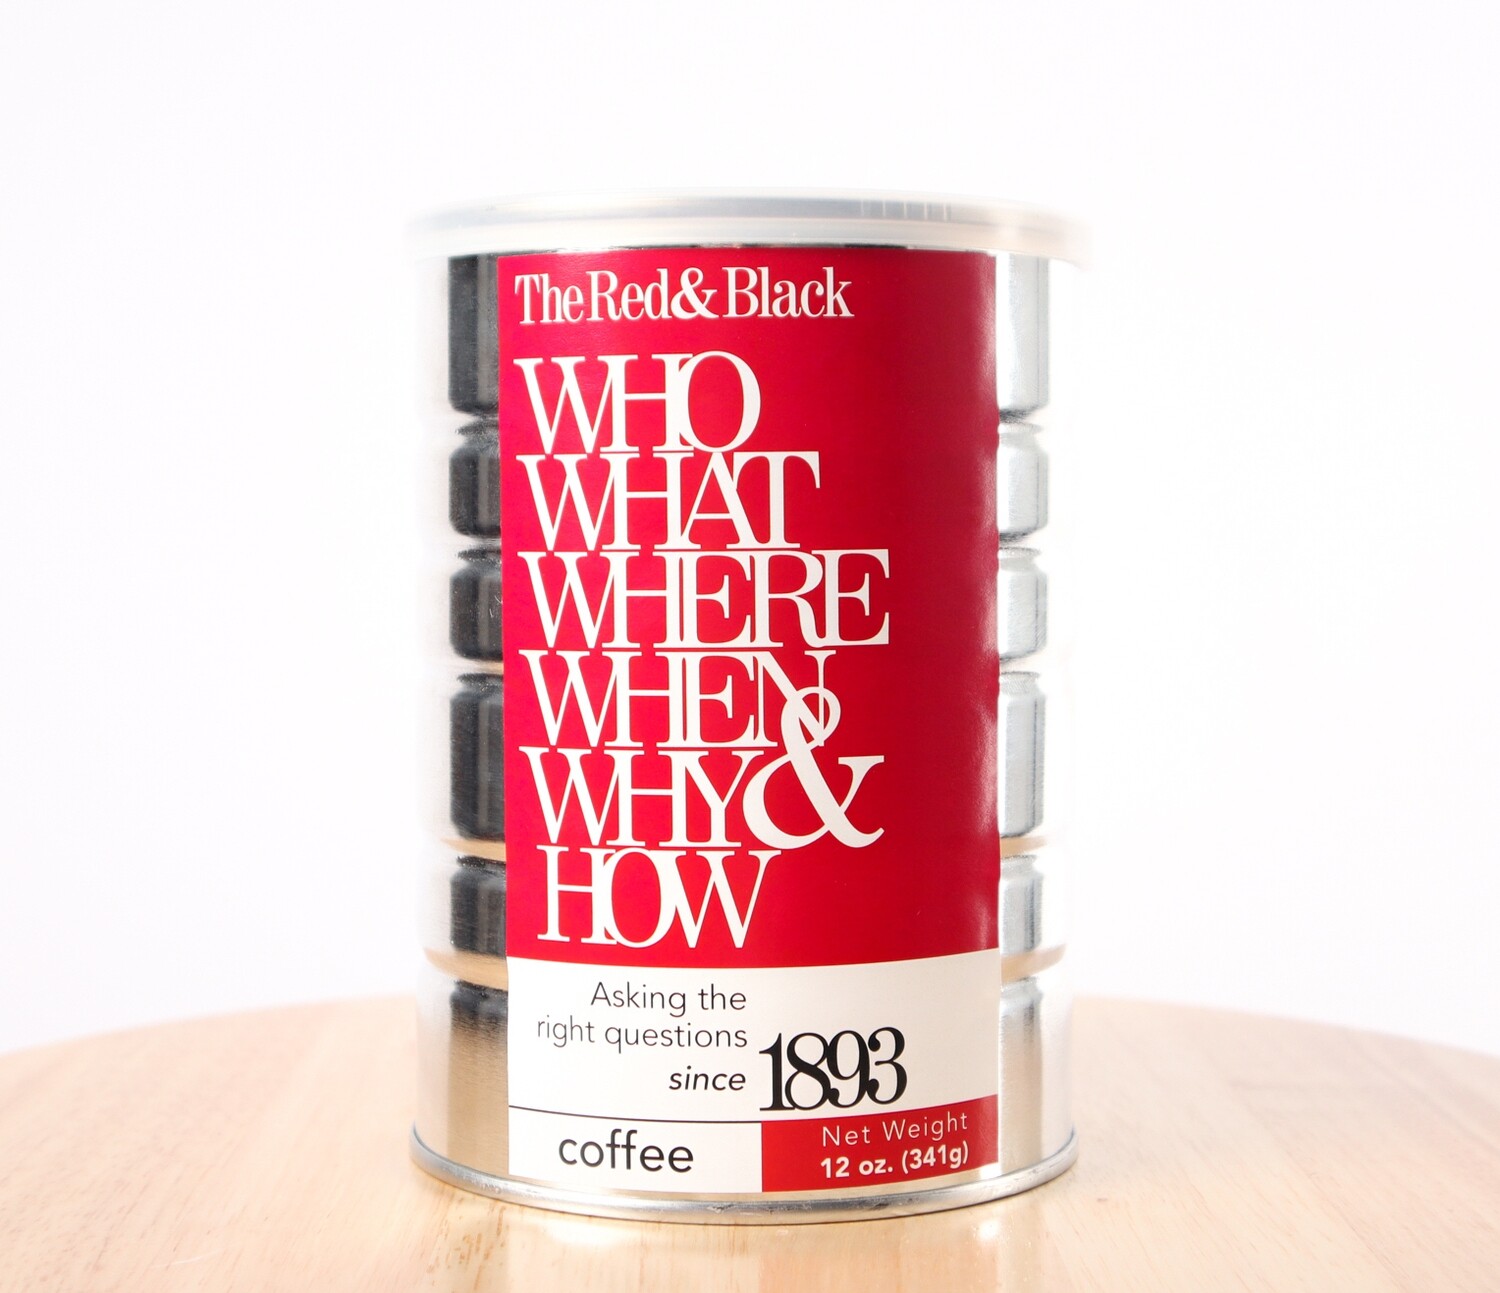 The Red & Black
WHO
WHAT
WHERE
WHEN
WHY &
HOW
Asking the
right questions
since 1893
coffee
Net Weight
12 oz. (341g)